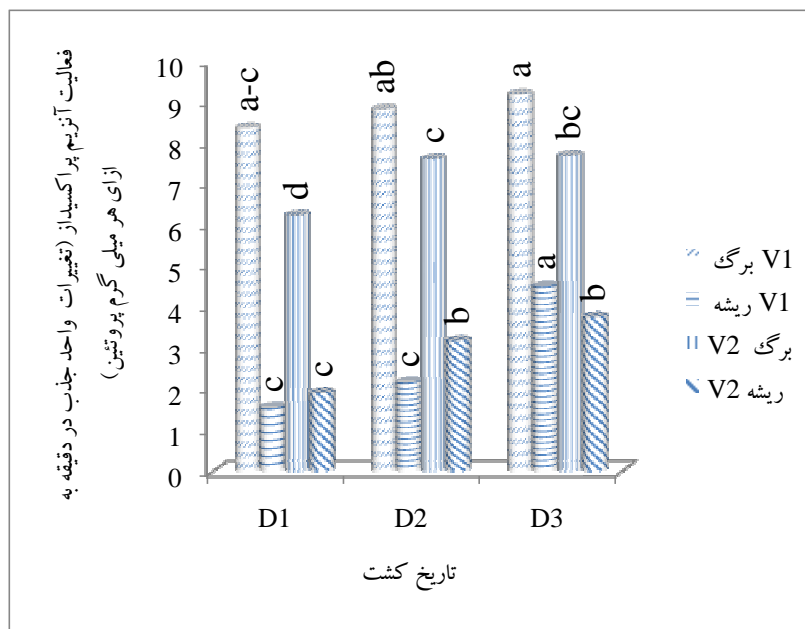 فعالیت آنزیم پراکسیداز (تغییرات واحد جذب در دقیقه به
ازای هر میلی گرم پروتئین)
10
9
8
7
6
5
4
3
2
1
0
a-c
c
d
c
ab
c
c
b
a
a
bc
b
D1
D2
D3
تاریخ کشت
برگ V1
ریشه V1
برگ V2
ریشه V2